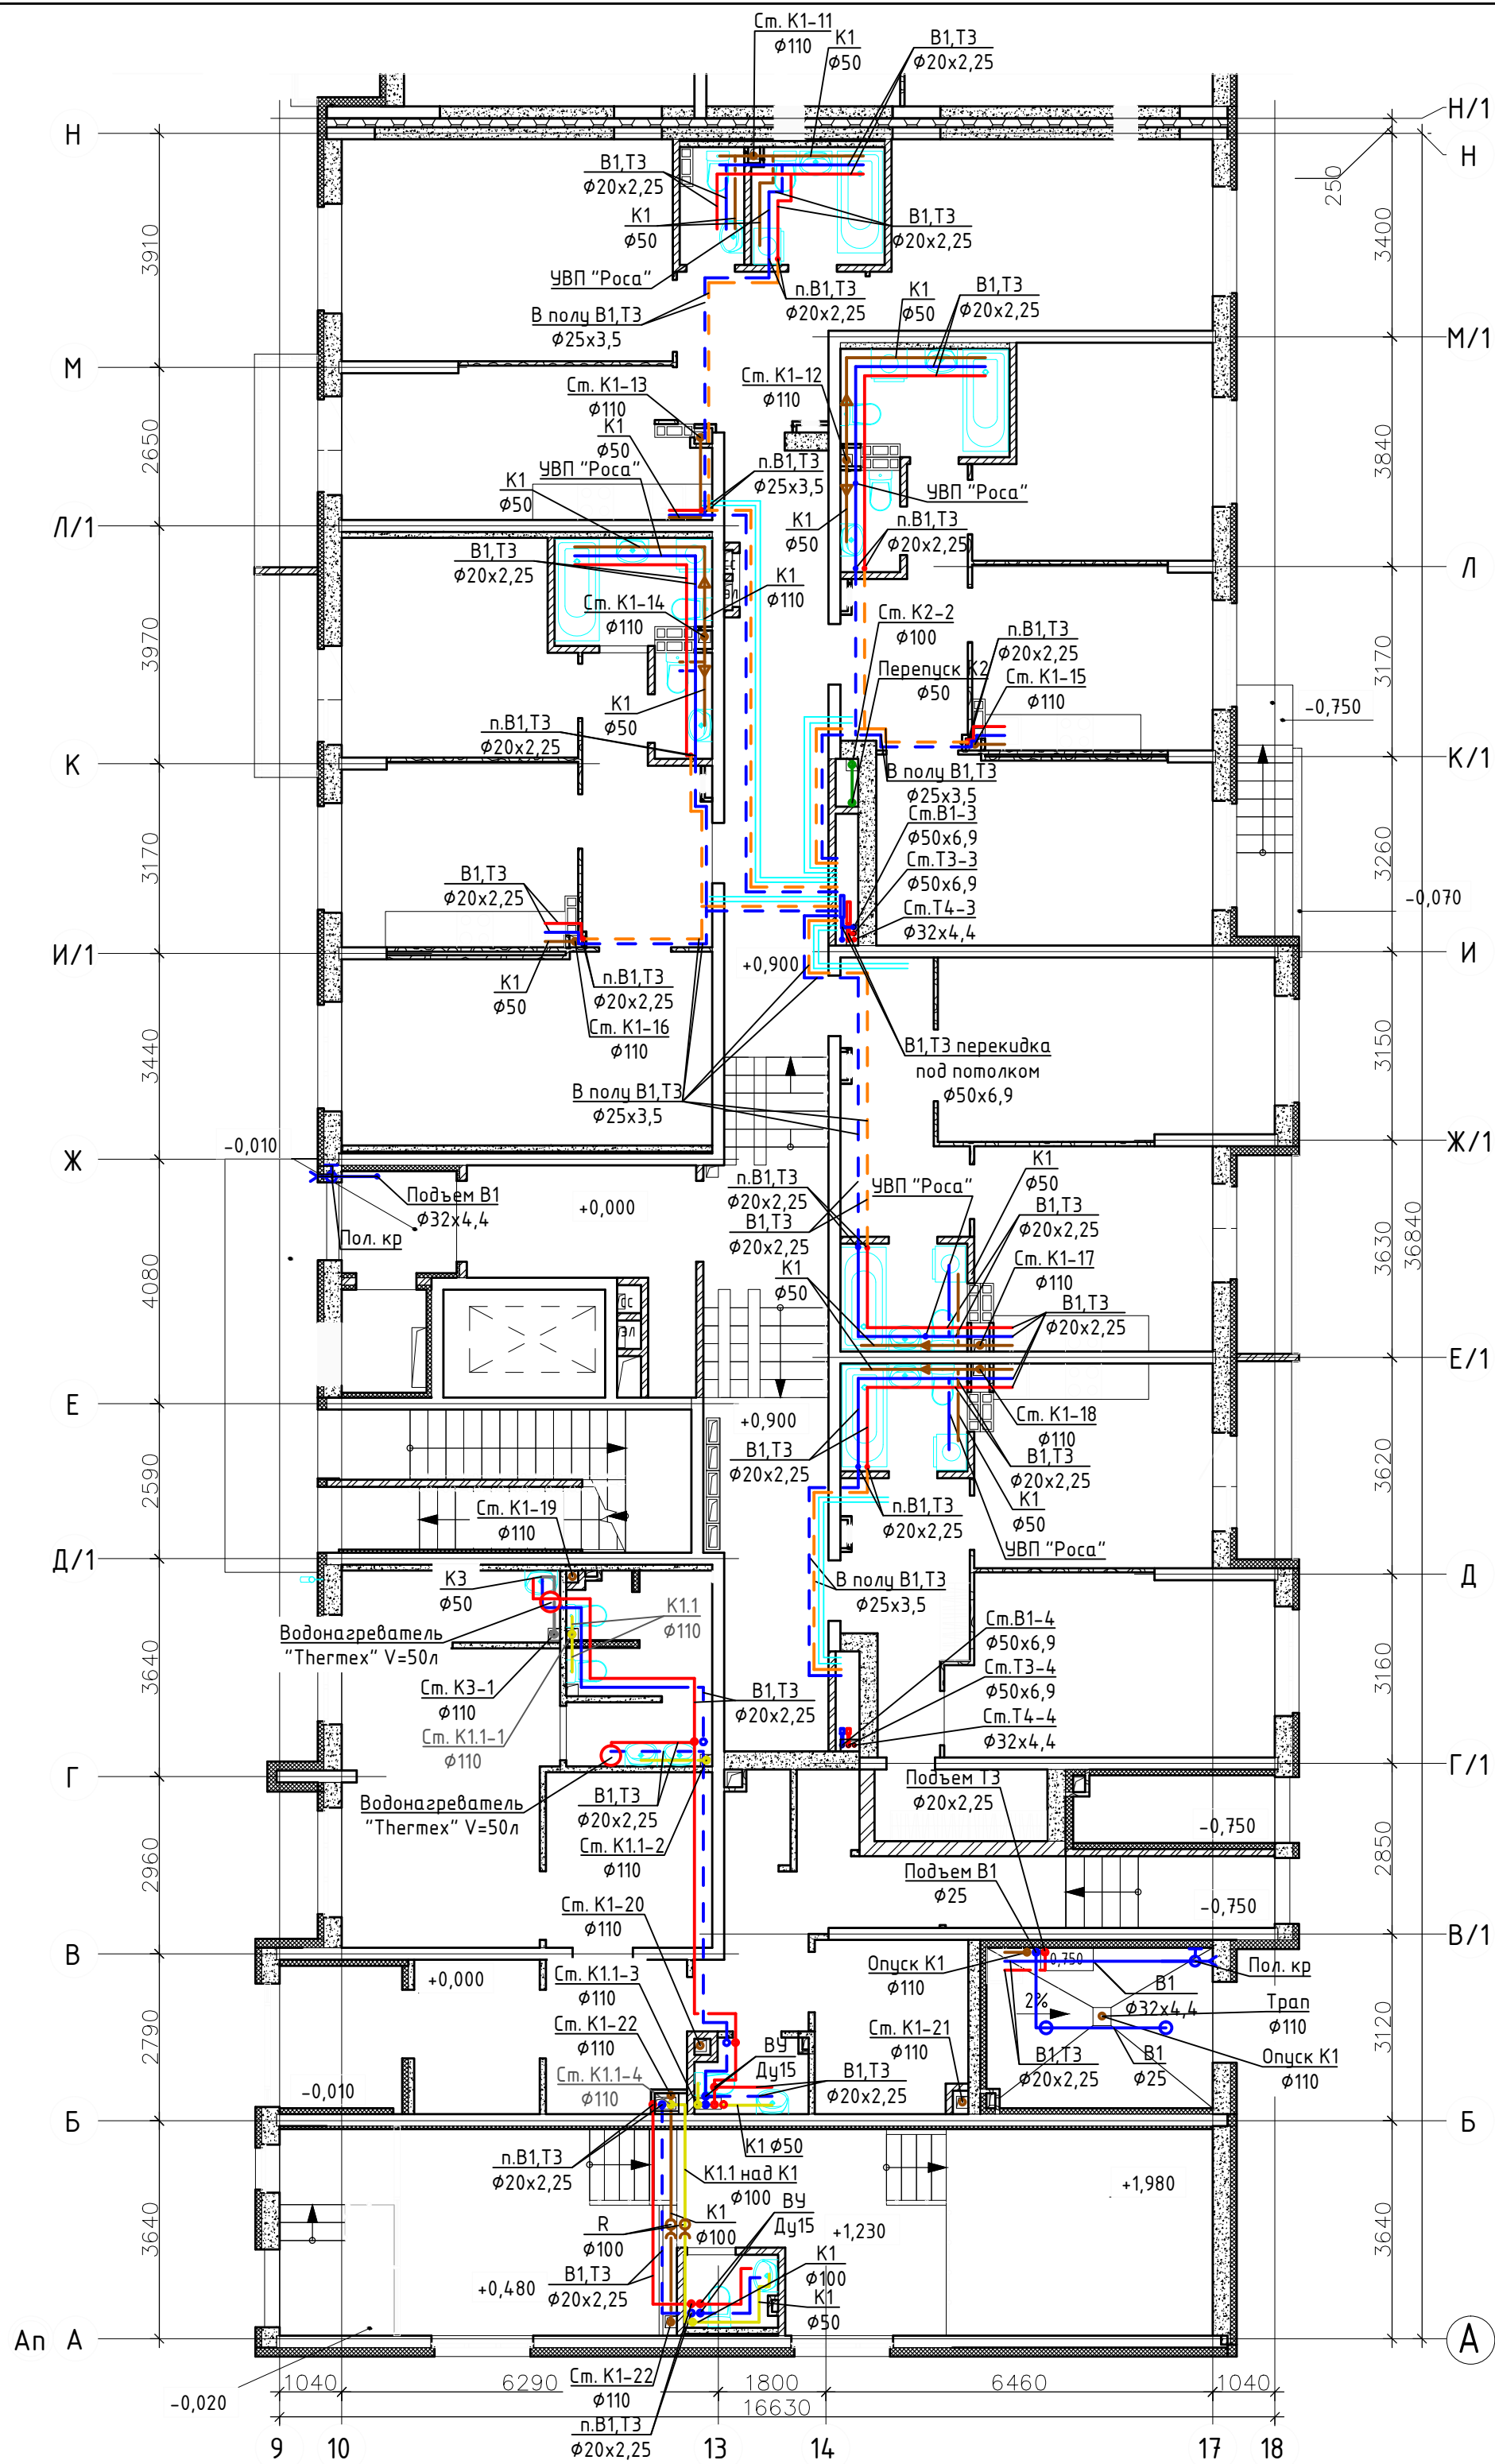 Ст. К1-11
ф110
К1
ф50
В1,Т3
ф20х2,25
Н/1
Н
Н
250
В1,Т3
ф20х2,25
К1
ф50
В1,Т3
ф20х2,25
УВП "Роса"
п.В1,Т3
ф20х2,25
В полу В1,Т3
ф25х3,5
К1
ф50
В1,Т3
ф20х2,25
3910
3400
М
М/1
Ст. К1-13
ф110
К1
ф50
УВП "Роса"
К1
ф50
Ст. К1-12
ф110
п.В1,Т3
ф25х3,5
УВП "Роса"
К1
ф50
п.В1,Т3
ф20х2,25
2650
3840
Л/1
Л
В1,Т3
ф20х2,25
К1
ф110
Ст. К1-14
ф110
СС
эл
Ст. К2-2
ф100
Перепуск К2
ф50
п.В1,Т3
ф20х2,25
Ст. К1-15
ф110
К1
ф50
п.В1,Т3
ф20х2,25
3970
3170
-0,750
К
К/1
В полу В1,Т3
ф25х3,5
Ст.В1-3
ф50х6,9
Ст.Т3-3
ф50х6,9
Ст.Т4-3
ф32х4,4
В1,Т3
ф20х2,25
3170
3260
-0,070
И/1
И
К1
ф50
п.В1,Т3
ф20х2,25
Ст. К1-16
ф110
+0,900
В1,Т3 перекидка
под потолком
ф50х6,9
В полу В1,Т3
ф25х3,5
3440
3150
Ж
Ж/1
-0,010
Подъем В1
ф32х4,4
Пол. кр
+0,000
п.В1,Т3
ф20х2,25
В1,Т3
ф20х2,25
К1
ф50
УВП "Роса"
К1
ф50
В1,Т3
ф20х2,25
Ст. К1-17
ф110
В1,Т3
ф20х2,25
СС
эл
4080
3630
36840
Е
Е/1
+0,900
В1,Т3
ф20х2,25
Ст. К1-18
ф110
В1,Т3
ф20х2,25
К1
ф50
п.В1,Т3
ф20х2,25
УВП "Роса"
2590
3620
Ст. К1-19
ф110
Д/1
Д
К3
ф50
К1.1
ф110
Водонагреватель
"Thermex" V=50л
Ст. К3-1
ф110
Ст. К1.1-1
ф110
В1,Т3
ф20х2,25
В полу В1,Т3
ф25х3,5
Ст.В1-4
ф50х6,9
Ст.Т3-4
ф50х6,9
Ст.Т4-4
ф32х4,4
3640
3160
Г
Г/1
Водонагреватель
"Thermex" V=50л
В1,Т3
ф20х2,25
Ст. К1.1-2
ф110
Подъем Т3
ф20х2,25
-0,750
Подъем В1
ф25
-0,750
2960
2850
Ст. К1-20
ф110
В
В/1
+0,000
Ст. К1.1-3
ф110
Ст. К1-22
ф110
Ст. К1.1-4
ф110
ВУ
Ду15
В1,Т3
ф20х2,25
Ст. К1-21
ф110
Опуск К1
ф110
-0,750
В1
ф32х4,4
Пол. кр
2%
Трап
ф110
Опуск К1
ф110
В1,Т3
ф20х2,25
В1
ф25
2790
3120
-0,010
Б
Б
п.В1,Т3
ф20х2,25
К1 ф50
К1.1 над К1
ф100
К1
ф100
R
ф100
ВУ
Ду15
+1,230
+1,980
К1
ф100
К1
ф50
+0,480
В1,Т3
ф20х2,25
3640
3640
Ап
А
А
-0,020
Ст. К1-22
ф110
п.В1,Т3
ф20х2,25
1040
6290
1800
6460
1040
16630
9
10
13
14
17
18